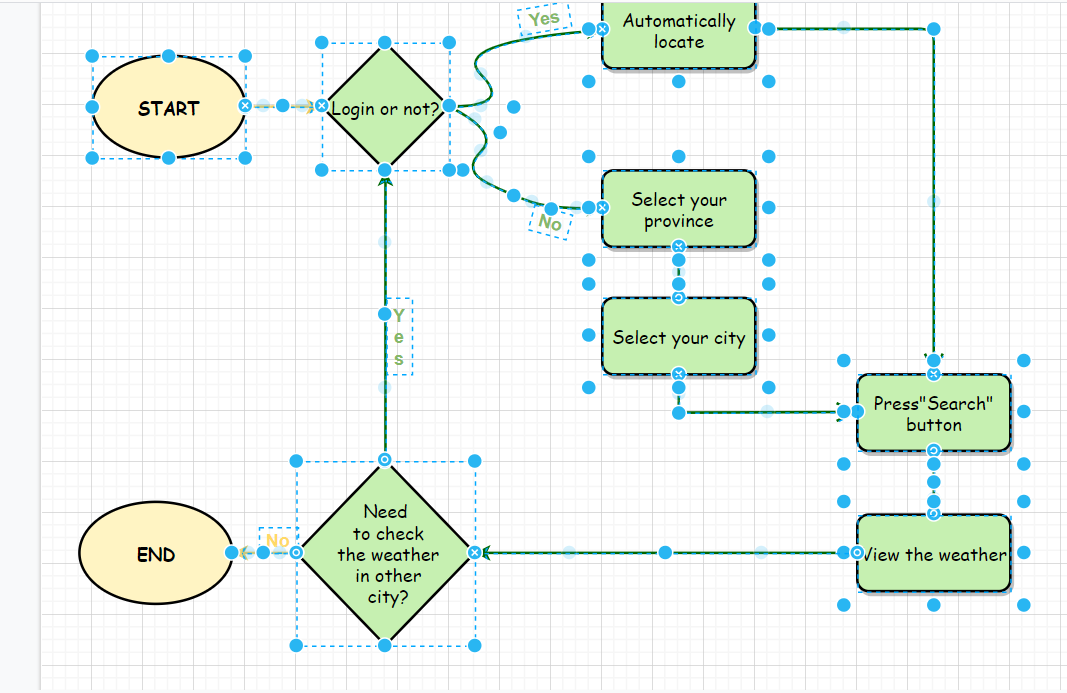 Yes
Automatically
locate
START
Login or not?
Select your
province
No
Select your city
Y
e
s
Press"Search"
button
Need
to check
the weather
in other
city?
No
END
View the weather